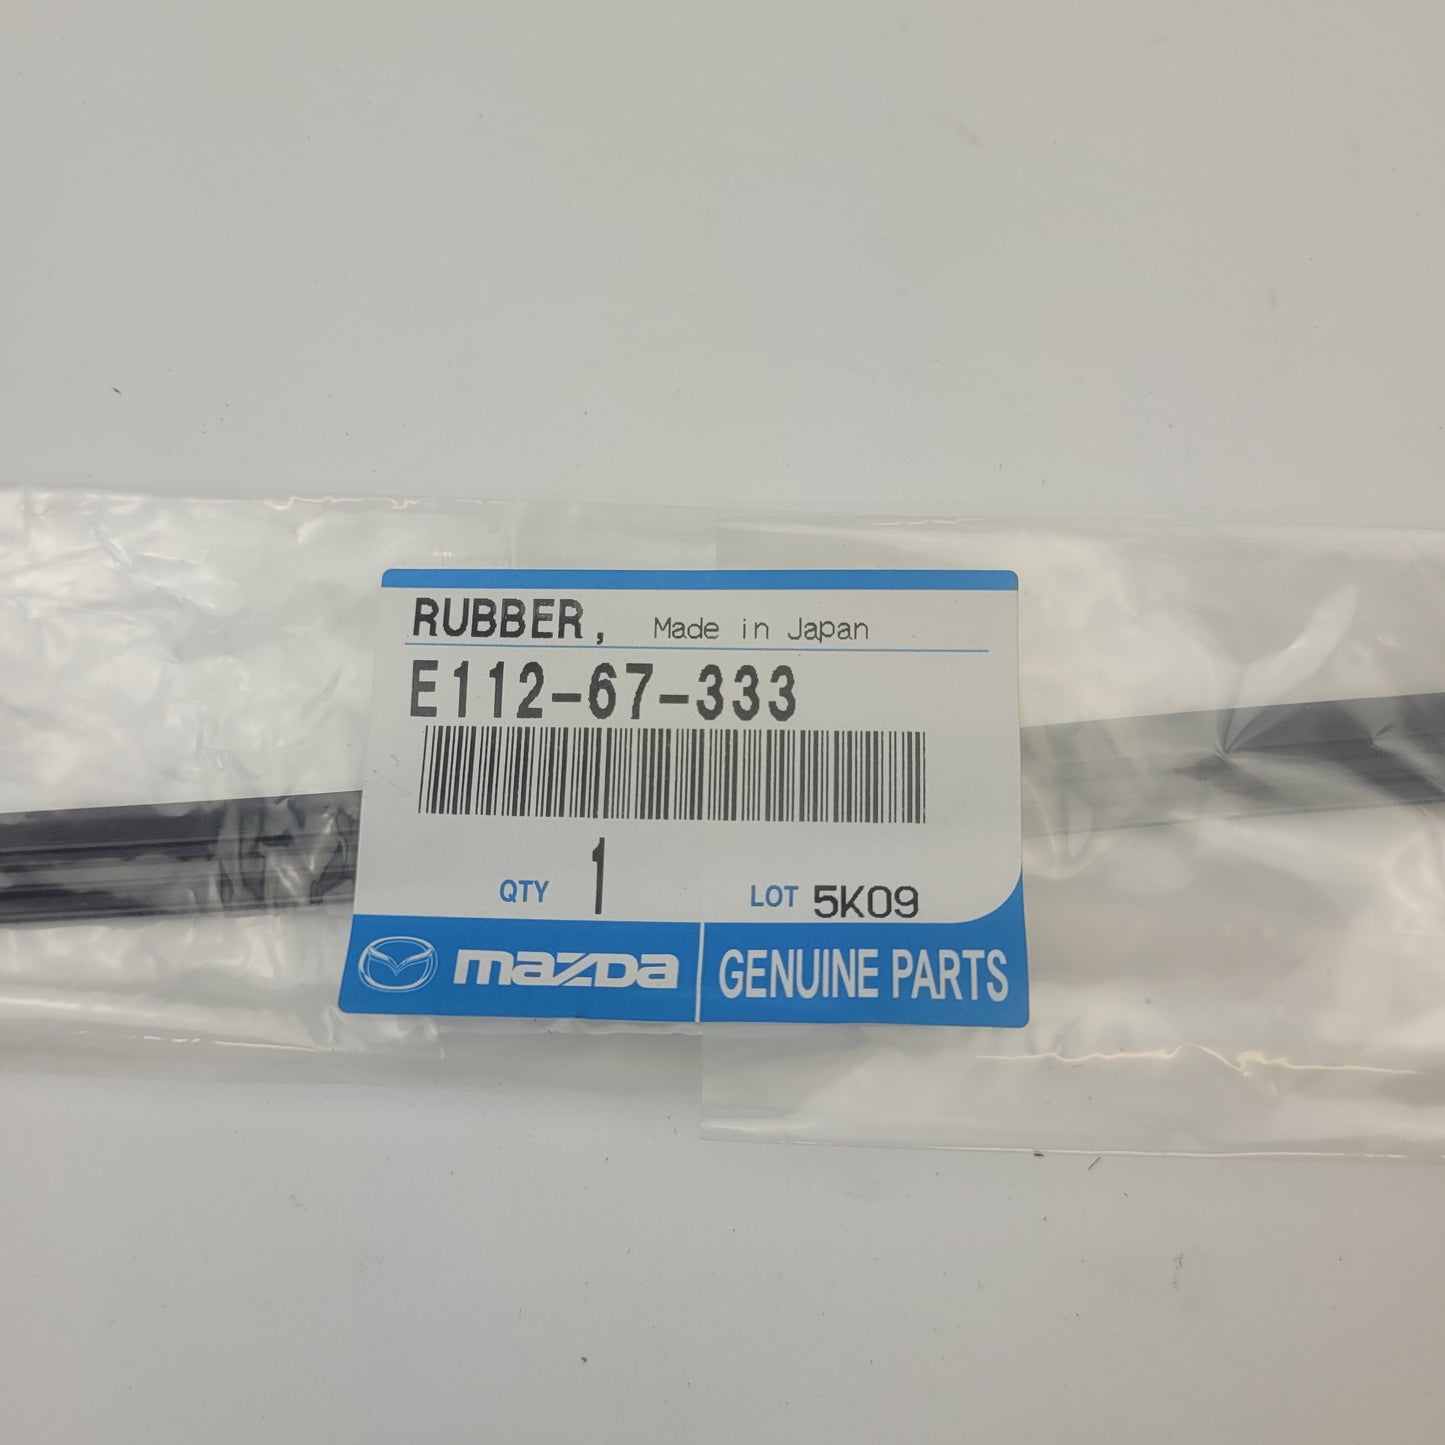 RUBBER, Made in Japan
E112-67-333
QTY 1 LOT 5K09
mazda GENUINE PARTS